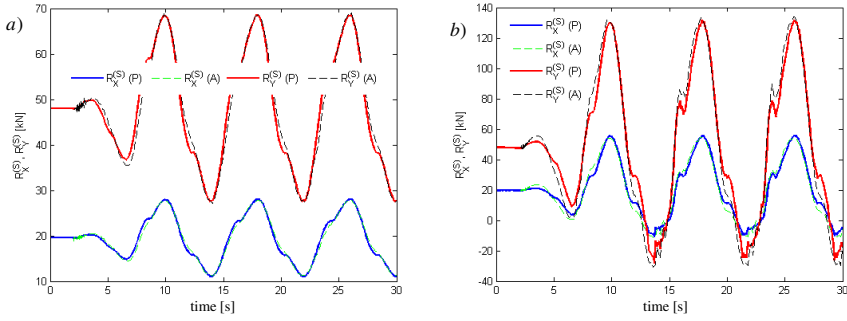 a)
70
60
50
40
30
20
10
R_X^(S), R_Y^(S) [kN]
R_X^(S) (P) R_X^(S) (A) R_Y^(S) (P) R_Y^(S) (A)
0 5 10 15 20 25 30
time [s]
b)
140
120
100
80
60
40
20
0
-20
-40
R_X^(S), R_Y^(S) [kN]
R_X^(S) (P)
R_X^(S) (A)
R_Y^(S) (P)
R_Y^(S) (A)
0 5 10 15 20 25 30
time [s]